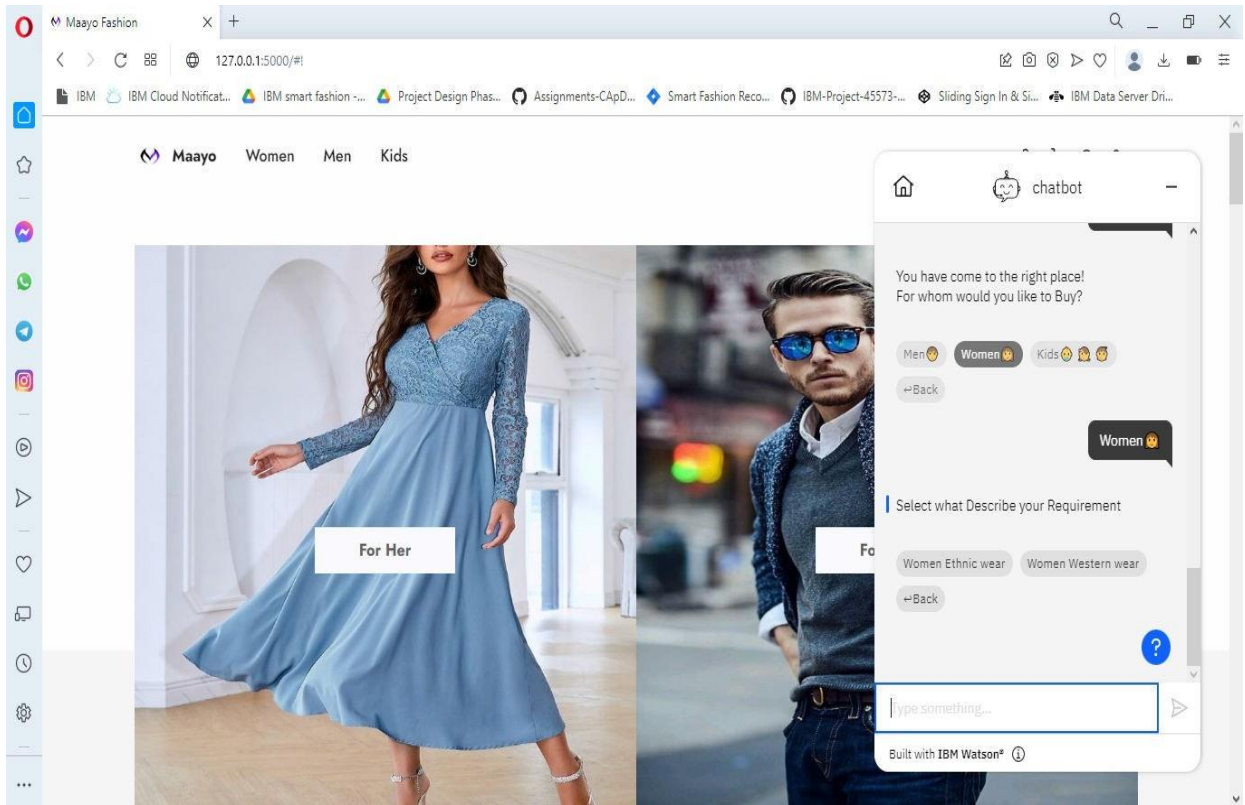 Maayo Fashion
127.0.0.1:5000/#!
IBM IBM Cloud Notificat... IBM smart fashion -... Project Design Phas... Assignments-CApD... Smart Fashion Reco... IBM-Project-45573-... Sliding Sign In & Si... IBM Data Server Dri...
Maayo Women Men Kids
For Her
Fo
chatbot
You have come to the right place!
For whom would you like to Buy?
Men Women Kids
↩Back
Women
Select what Describe your Requirement
Women Ethnic wear Women Western wear
↩Back
?
Type something...
Built with IBM Watson®